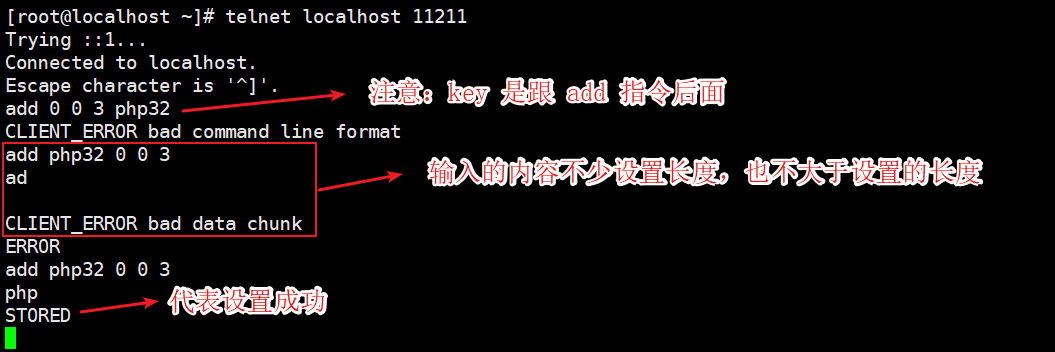 [root@localhost ~]# telnet localhost 11211
Trying ::1...
Connected to localhost.
Escape character is '^]'.
add 0 0 3 php32
注意：key 是跟 add 指令后面
CLIENT_ERROR bad command line format
add php32 0 0 3
ad
输入的内容不少设置长度，也不大于设置的长度
CLIENT_ERROR bad data chunk
ERROR
add php32 0 0 3
php
代表设置成功
STORED